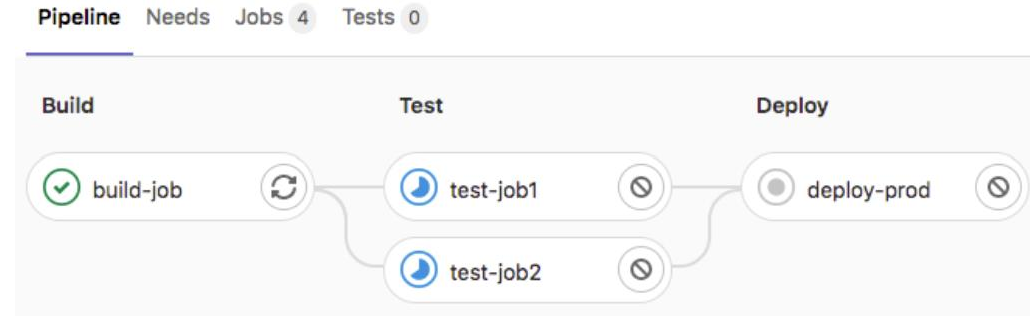 Pipeline Needs Jobs 4 Tests 0
Build Test Deploy
build-job test-job1 deploy-prod
test-job2